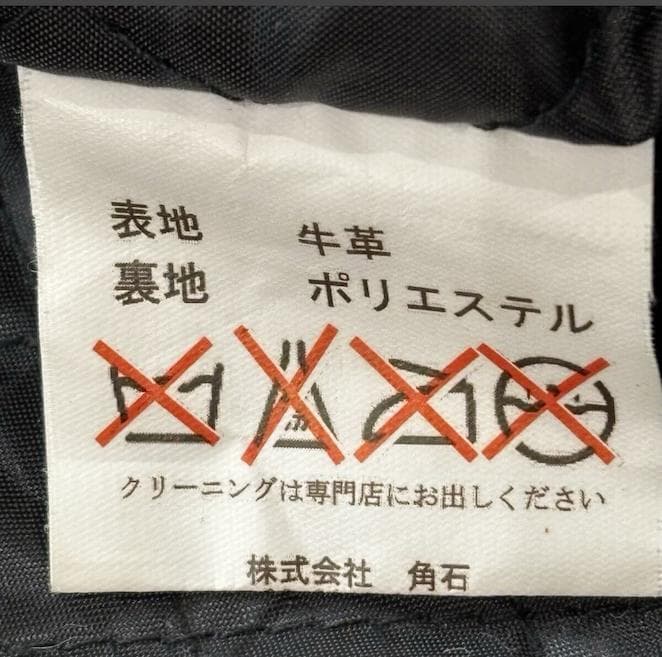 表地 牛革
裏地 ポリエステル
クリーニングは専門店にお出しください
株式会社 角石